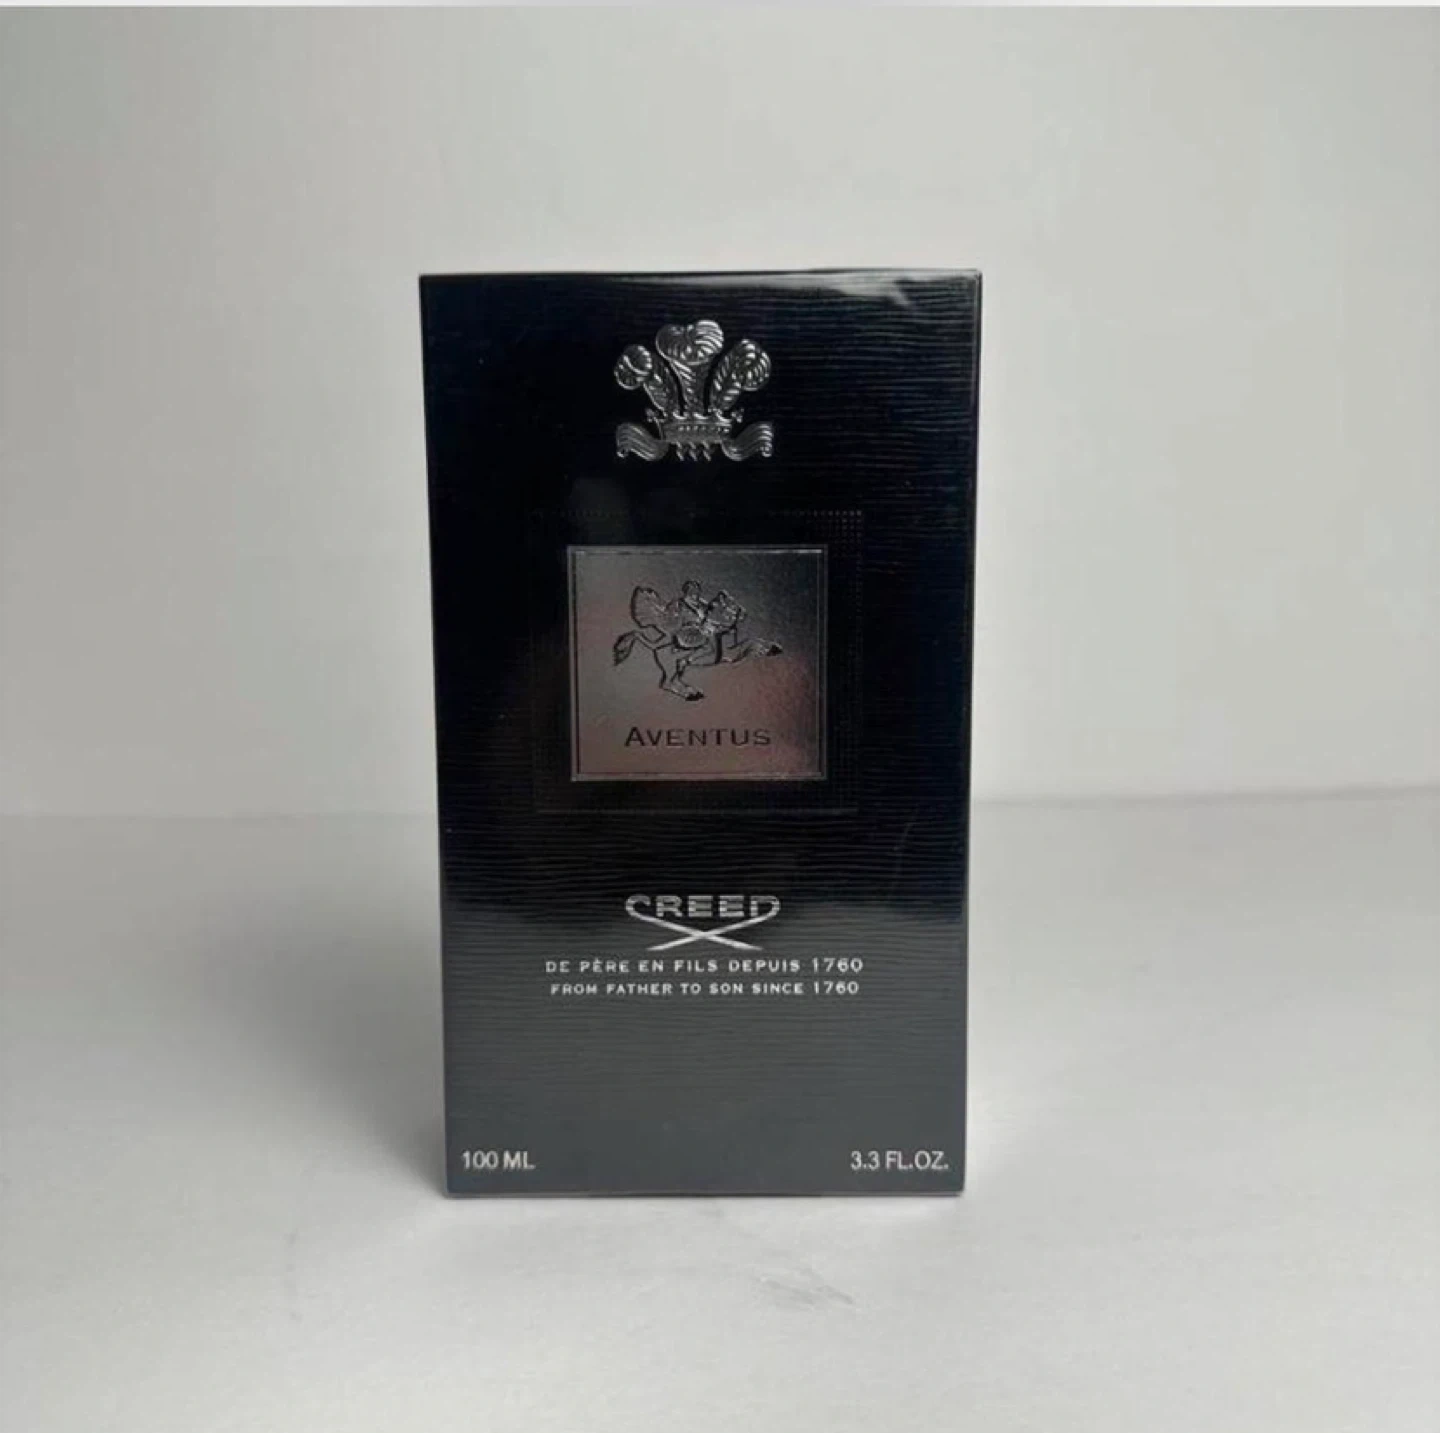 AVENTUS
CREED
DE PÈRE EN FILS DEPUIS 1760
FROM FATHER TO SON SINCE 1760
100 ML
3.3 FL.OZ.